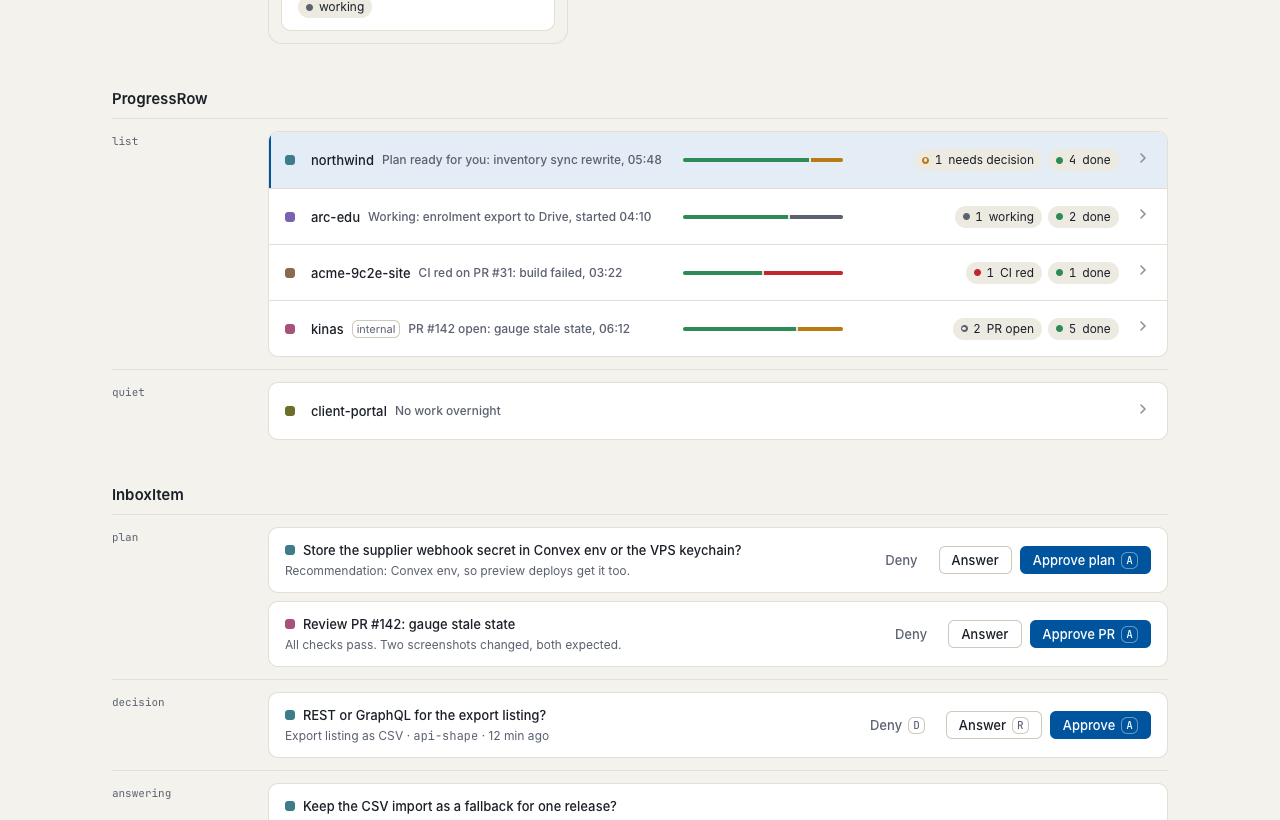 working
ProgressRow
list
northwind Plan ready for you: inventory sync rewrite, 05:48 1 needs decision 4 done
arc-edu Working: enrolment export to Drive, started 04:10 1 working 2 done
acme-9c2e-site CI red on PR #31: build failed, 03:22 1 CI red 1 done
kinas internal PR #142 open: gauge stale state, 06:12 2 PR open 5 done
quiet
client-portal No work overnight
InboxItem
plan
Store the supplier webhook secret in Convex env or the VPS keychain?
Recommendation: Convex env, so preview deploys get it too.
Deny Answer Approve plan A
Review PR #142: gauge stale state
All checks pass. Two screenshots changed, both expected.
Deny Answer Approve PR A
decision
REST or GraphQL for the export listing?
Export listing as CSV · api-shape · 12 min ago
Deny D Answer R Approve A
answering
Keep the CSV import as a fallback for one release?